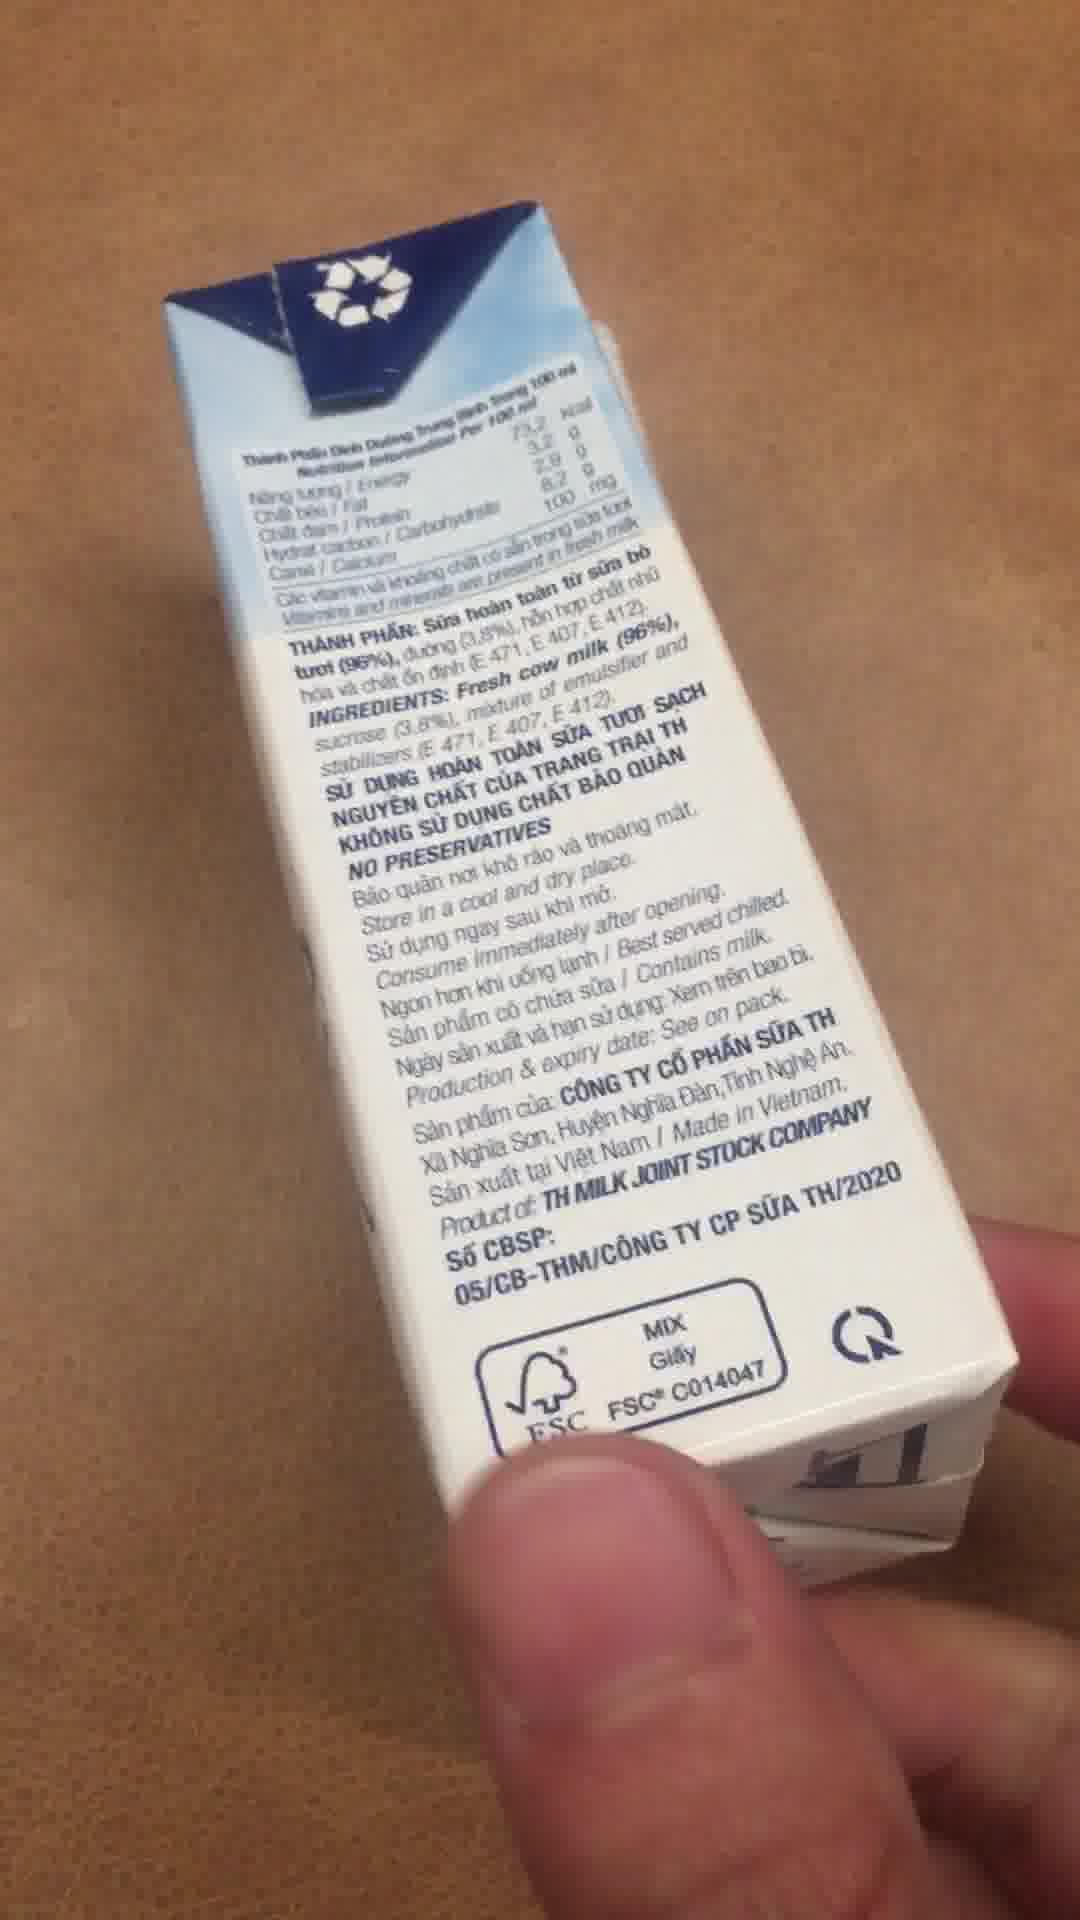 Thành Phần Dinh Dưỡng Trung Bình Trong 100 ml
Nutrition Information Per 100 ml
Năng lượng / Energy 73,2 kcal
Chất béo / Fat 3,2 g
Chất đạm / Protein 2,9 g
Hydrat cacbon / Carbohydrate 8,2 g
Canxi / Calcium 100 mg
Các vitamin và khoáng chất có sẵn trong sữa tươi
Vitamins and minerals are present in fresh milk
THÀNH PHẦN: Sữa hoàn toàn từ sữa bò
tươi (96%), đường (3,8%), hỗn hợp chất nhũ
hóa và chất ổn định (E 471, E 407, E 412).
INGREDIENTS: Fresh cow milk (96%),
sucrose (3.8%), mixture of emulsifier and
stabilizers (E 471, E 407, E 412).
SỬ DỤNG HOÀN TOÀN SỮA TƯƠI SẠCH
NGUYÊN CHẤT CỦA TRANG TRẠI TH
KHÔNG SỬ DỤNG CHẤT BẢO QUẢN
NO PRESERVATIVES
Bảo quản nơi khô ráo và thoáng mát.
Store in a cool and dry place.
Sử dụng ngay sau khi mở.
Consume immediately after opening.
Ngon hơn khi uống lạnh / Best served chilled.
Sản phẩm có chứa sữa / Contains milk.
Ngày sản xuất và hạn sử dụng: Xem trên bao bì.
Production & expiry date: See on pack.
Sản phẩm của: CÔNG TY CỔ PHẦN SỮA TH
Xã Nghĩa Sơn, Huyện Nghĩa Đàn, Tỉnh Nghệ An.
Sản xuất tại Việt Nam / Made in Vietnam.
Product of: TH MILK JOINT STOCK COMPANY
Số CBSP:
05/CB-THM/CÔNG TY CP SỮA TH/2020
MIX
Giấy
FSC
FSC® C014047